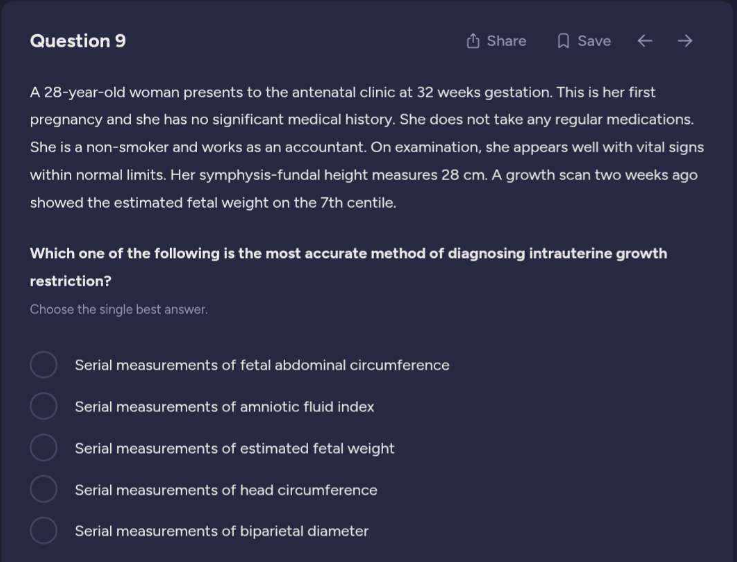 Question 9
Share
Save
A 28-year-old woman presents to the antenatal clinic at 32 weeks gestation. This is her first
pregnancy and she has no significant medical history. She does not take any regular medications.
She is a non-smoker and works as an accountant. On examination, she appears well with vital signs
within normal limits. Her symphysis-fundal height measures 28 cm. A growth scan two weeks ago
showed the estimated fetal weight on the 7th centile.
Which one of the following is the most accurate method of diagnosing intrauterine growth
restriction?
Choose the single best answer.
Serial measurements of fetal abdominal circumference
Serial measurements of amniotic fluid index
Serial measurements of estimated fetal weight
Serial measurements of head circumference
Serial measurements of biparietal diameter